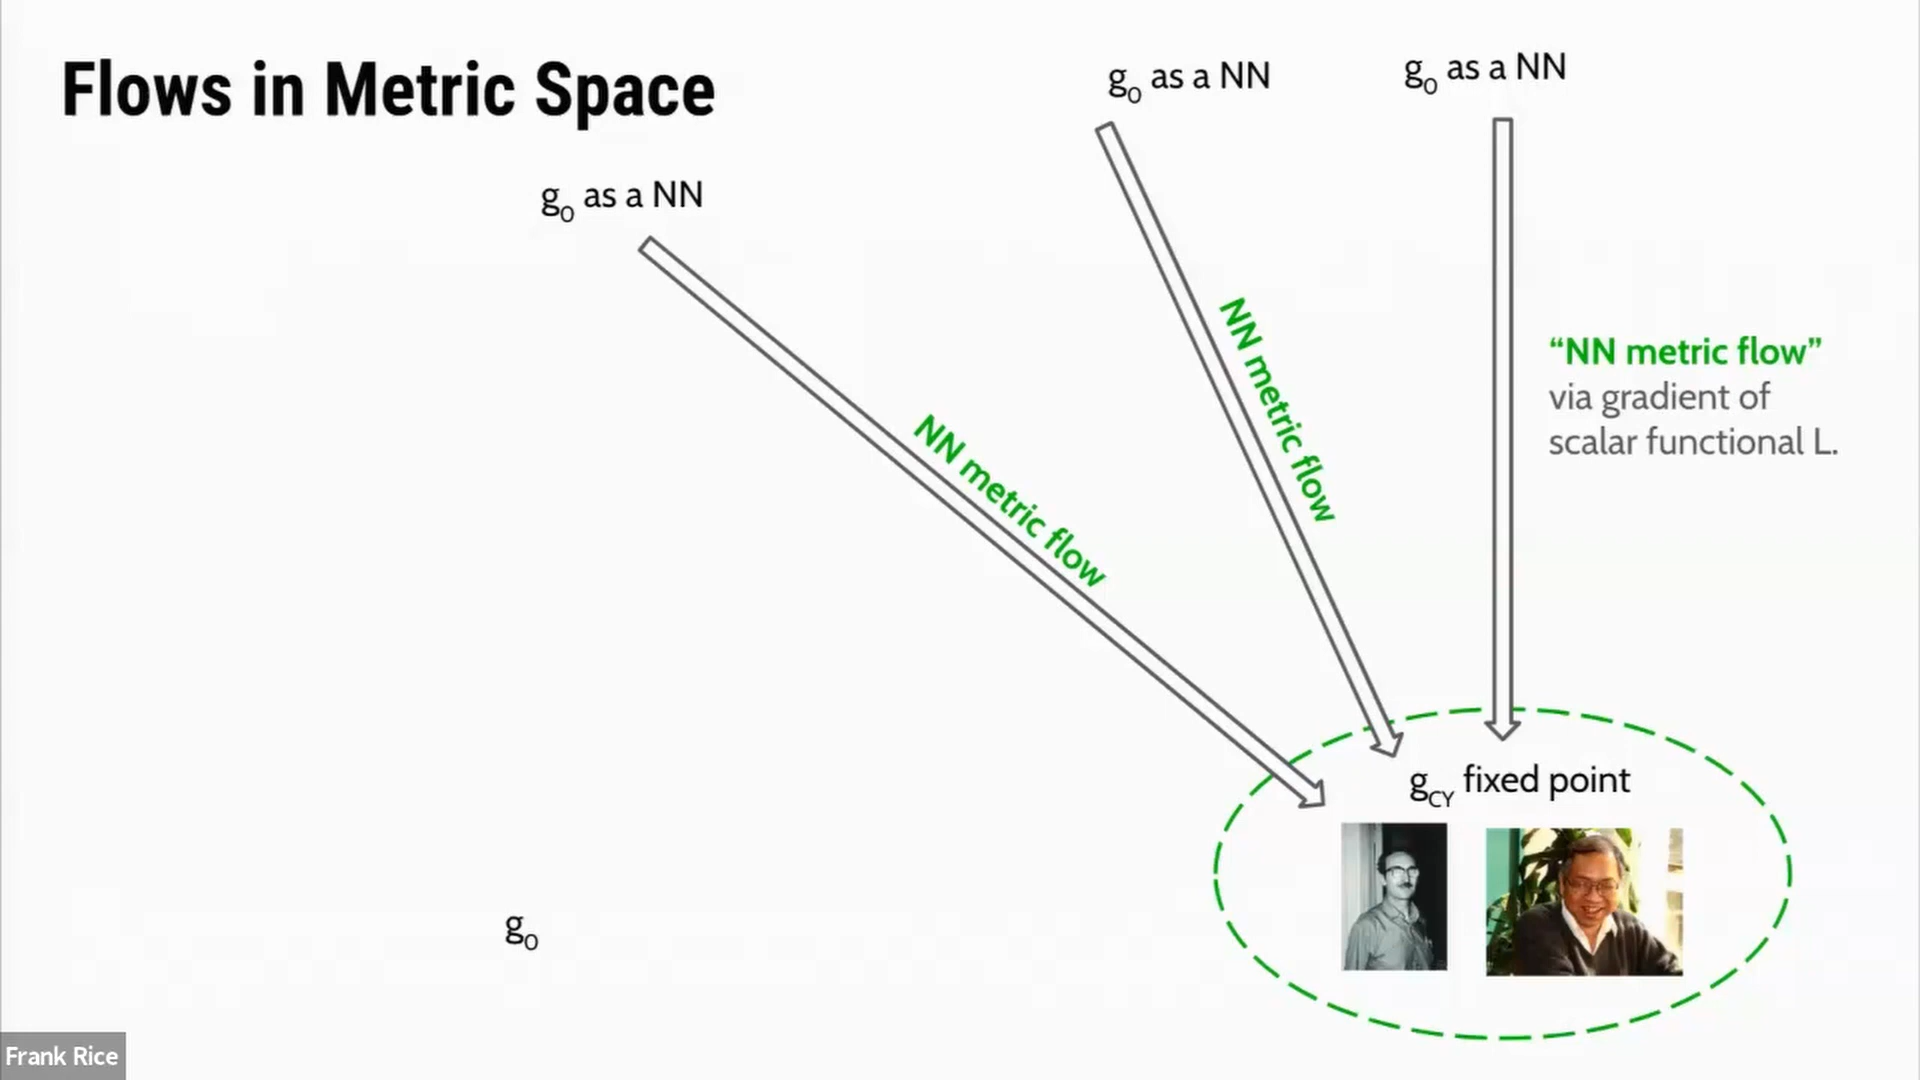 Flows in Metric Space
g₀ as a NN
g₀ as a NN
g₀ as a NN
NN metric flow
NN metric flow
“NN metric flow”
via gradient of
scalar functional L.
g_CY fixed point
g₀
Frank Rice